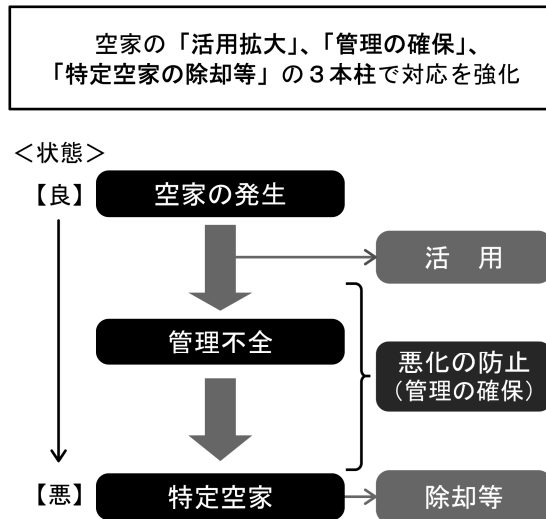 空家の「活用拡大」、「管理の確保」、
「特定空家の除却等」の３本柱で対応を強化
＜状態＞
【良】 空家の発生
活　用
管理不全
悪化の防止
（管理の確保）
【悪】 特定空家 除却等